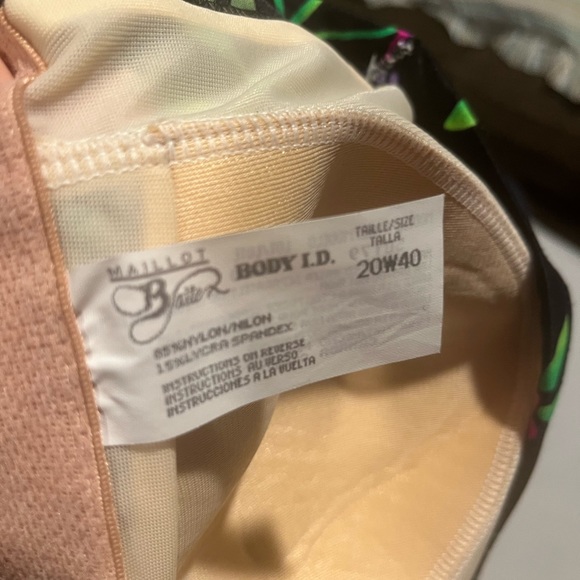 MAILLOT
Baltex BODY I.D.
TAILLE/SIZE
TALLA
20W40
85%NYLON/NILON
15%LYCRA SPANDEX
INSTRUCTIONS ON REVERSE
INSTRUCTIONS AU VERSO
INSTRUCCIONES A LA VUELTA